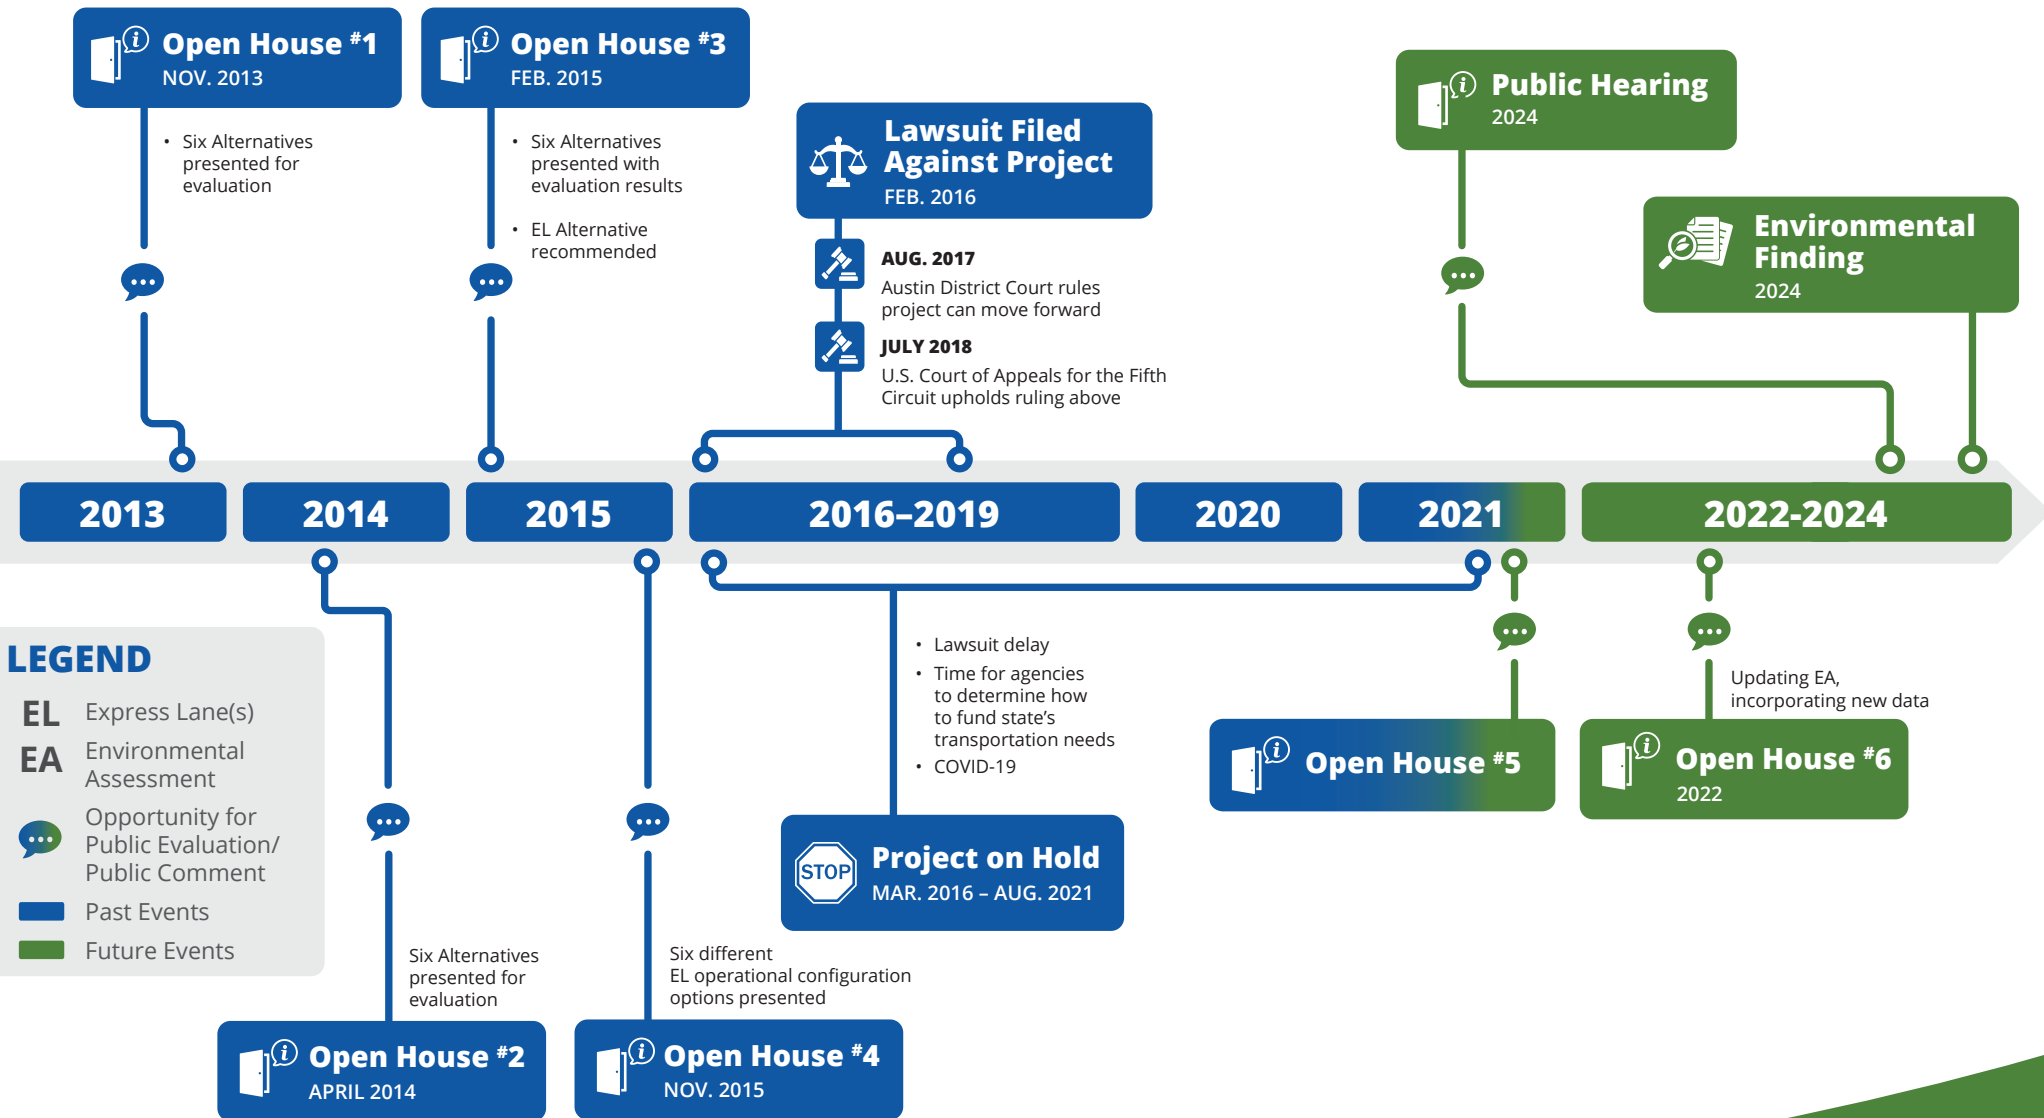 Open House #1
NOV. 2013
• Six Alternatives
presented for
evaluation
Open House #3
FEB. 2015
• Six Alternatives
presented with
evaluation results
• EL Alternative
recommended
Lawsuit Filed
Against Project
FEB. 2016
AUG. 2017
Austin District Court rules
project can move forward
JULY 2018
U.S. Court of Appeals for the Fifth
Circuit upholds ruling above
Public Hearing
2024
Environmental
Finding
2024
2013
2014
2015
2016–2019
2020
2021
2022-2024
LEGEND
EL Express Lane(s)
EA Environmental
Assessment
Opportunity for
Public Evaluation/
Public Comment
Past Events
Future Events
Six Alternatives
presented for
evaluation
Open House #2
APRIL 2014
Six different
EL operational configuration
options presented
Open House #4
NOV. 2015
• Lawsuit delay
• Time for agencies
to determine how
to fund state’s
transportation needs
• COVID-19
STOP
Project on Hold
MAR. 2016 – AUG. 2021
Open House #5
Updating EA,
incorporating new data
Open House #6
2022